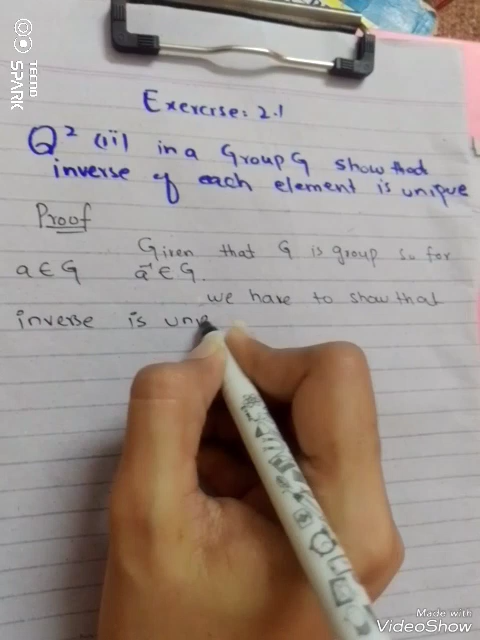 TECNO
SPARK
Exercise: 2.1
Q2 (ii) in a Group G show that
inverse of each element is unique
Proof
Given that G is group so for
a ∈ G a⁻¹ ∈ G.
we have to show that
inverse is uni
Made with
VideoShow